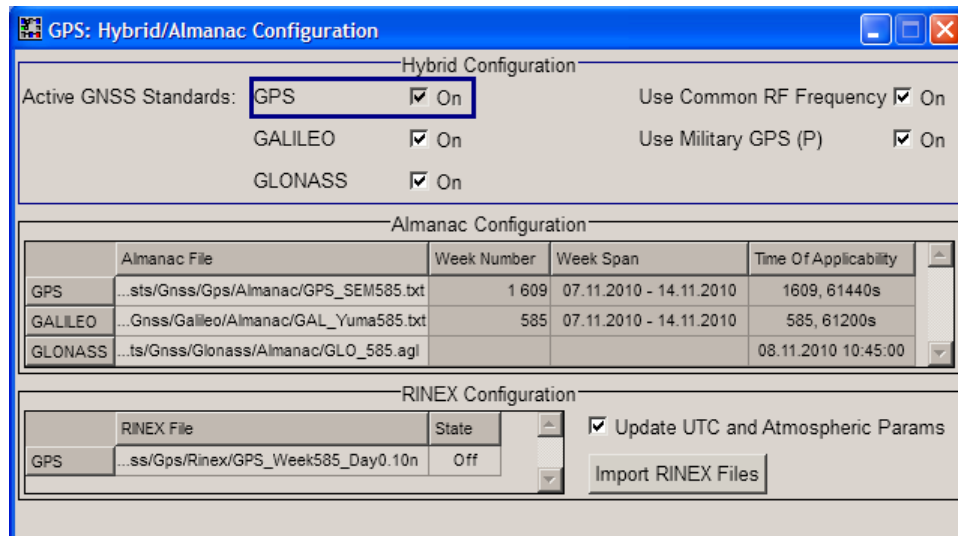 GPS: Hybrid/Almanac Configuration
Hybrid Configuration
Active GNSS Standards: GPS On Use Common RF Frequency On
GALILEO On Use Military GPS (P) On
GLONASS On
Almanac Configuration
Almanac File Week Number Week Span Time Of Applicability
GPS ...sts/Gnss/Gps/Almanac/GPS_SEM585.txt 1 609 07.11.2010 - 14.11.2010 1609, 61440s
GALILEO ...Gnss/Galileo/Almanac/GAL_Yuma585.txt 585 07.11.2010 - 14.11.2010 585, 61200s
GLONASS ...ts/Gnss/Glonass/Almanac/GLO_585.agl 08.11.2010 10:45:00
RINEX Configuration
RINEX File State Update UTC and Atmospheric Params
GPS ...ss/Gps/Rinex/GPS_Week585_Day0.10n Off Import RINEX Files